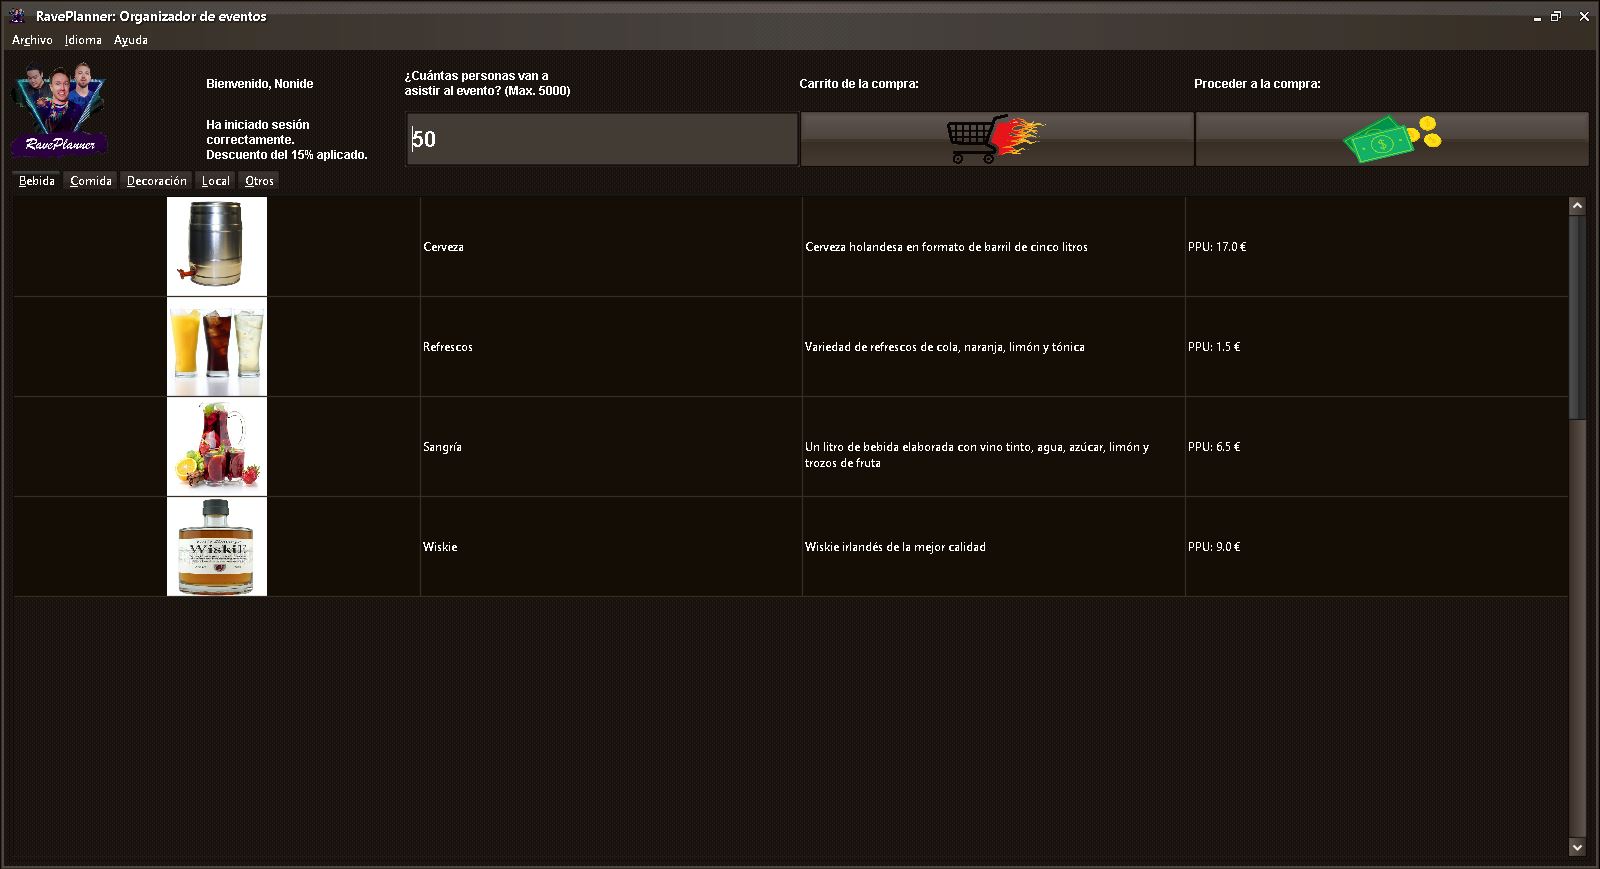 RavePlanner: Organizador de eventos
Archivo Idioma Ayuda
RavePlanner
Bienvenido, Nonide
Ha iniciado sesión
correctamente.
Descuento del 15% aplicado.
¿Cuántas personas van a
asistir al evento? (Max. 5000)
50
Carrito de la compra:
Proceder a la compra:
Bebida Comida Decoración Local Otros
Cerveza
Cerveza holandesa en formato de barril de cinco litros
PPU: 17.0 €
Refrescos
Variedad de refrescos de cola, naranja, limón y tónica
PPU: 1.5 €
Sangría
Un litro de bebida elaborada con vino tinto, agua, azúcar, limón y
trozos de fruta
PPU: 6.5 €
WiskiE
Wiskie
Wiskie irlandés de la mejor calidad
PPU: 9.0 €